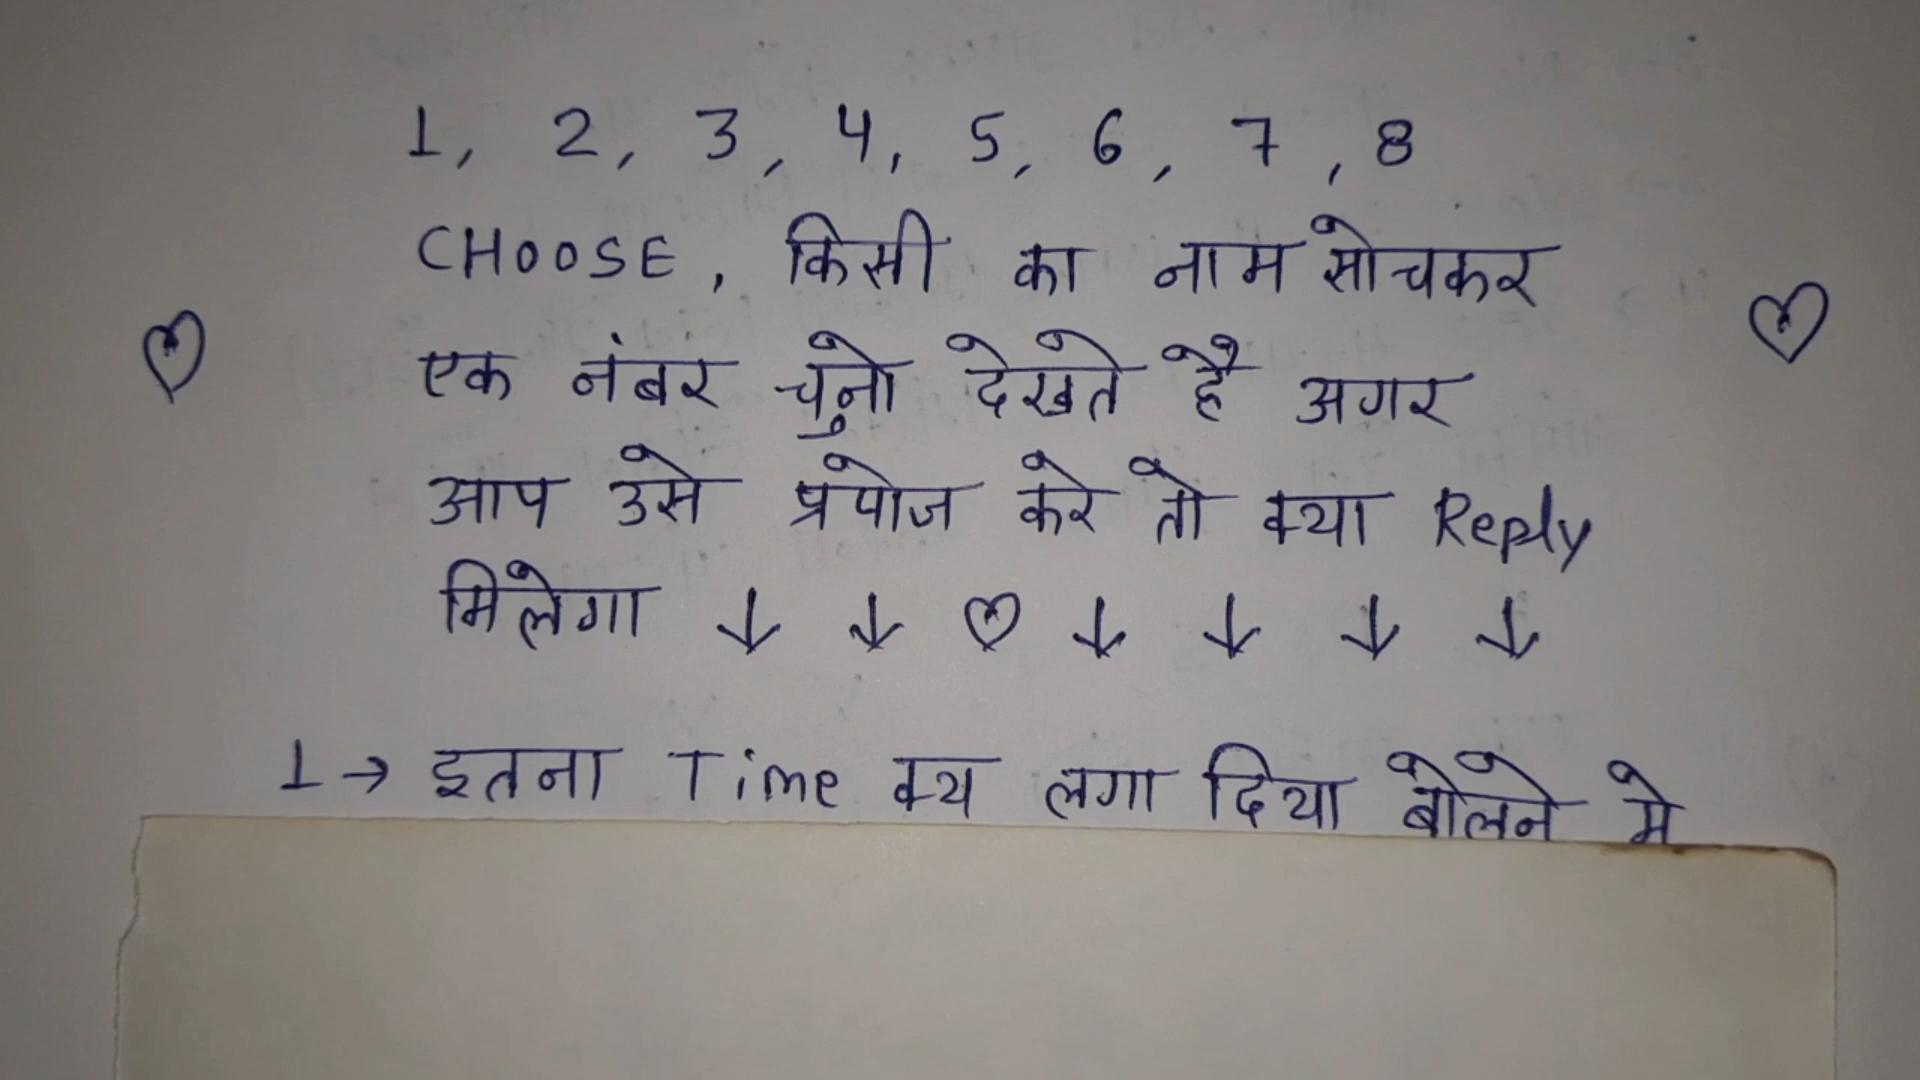 1, 2, 3, 4, 5, 6, 7, 8
CHOOSE, किसी का नाम सोचकर
एक नंबर चुनो देखते है अगर
आप उसे प्रपोज करे तो क्या Reply
मिलेगा ↓ ↓ ♡ ↓ ↓ ↓ ↓
1 → इतना Time क्य लगा दिया बोलने मे